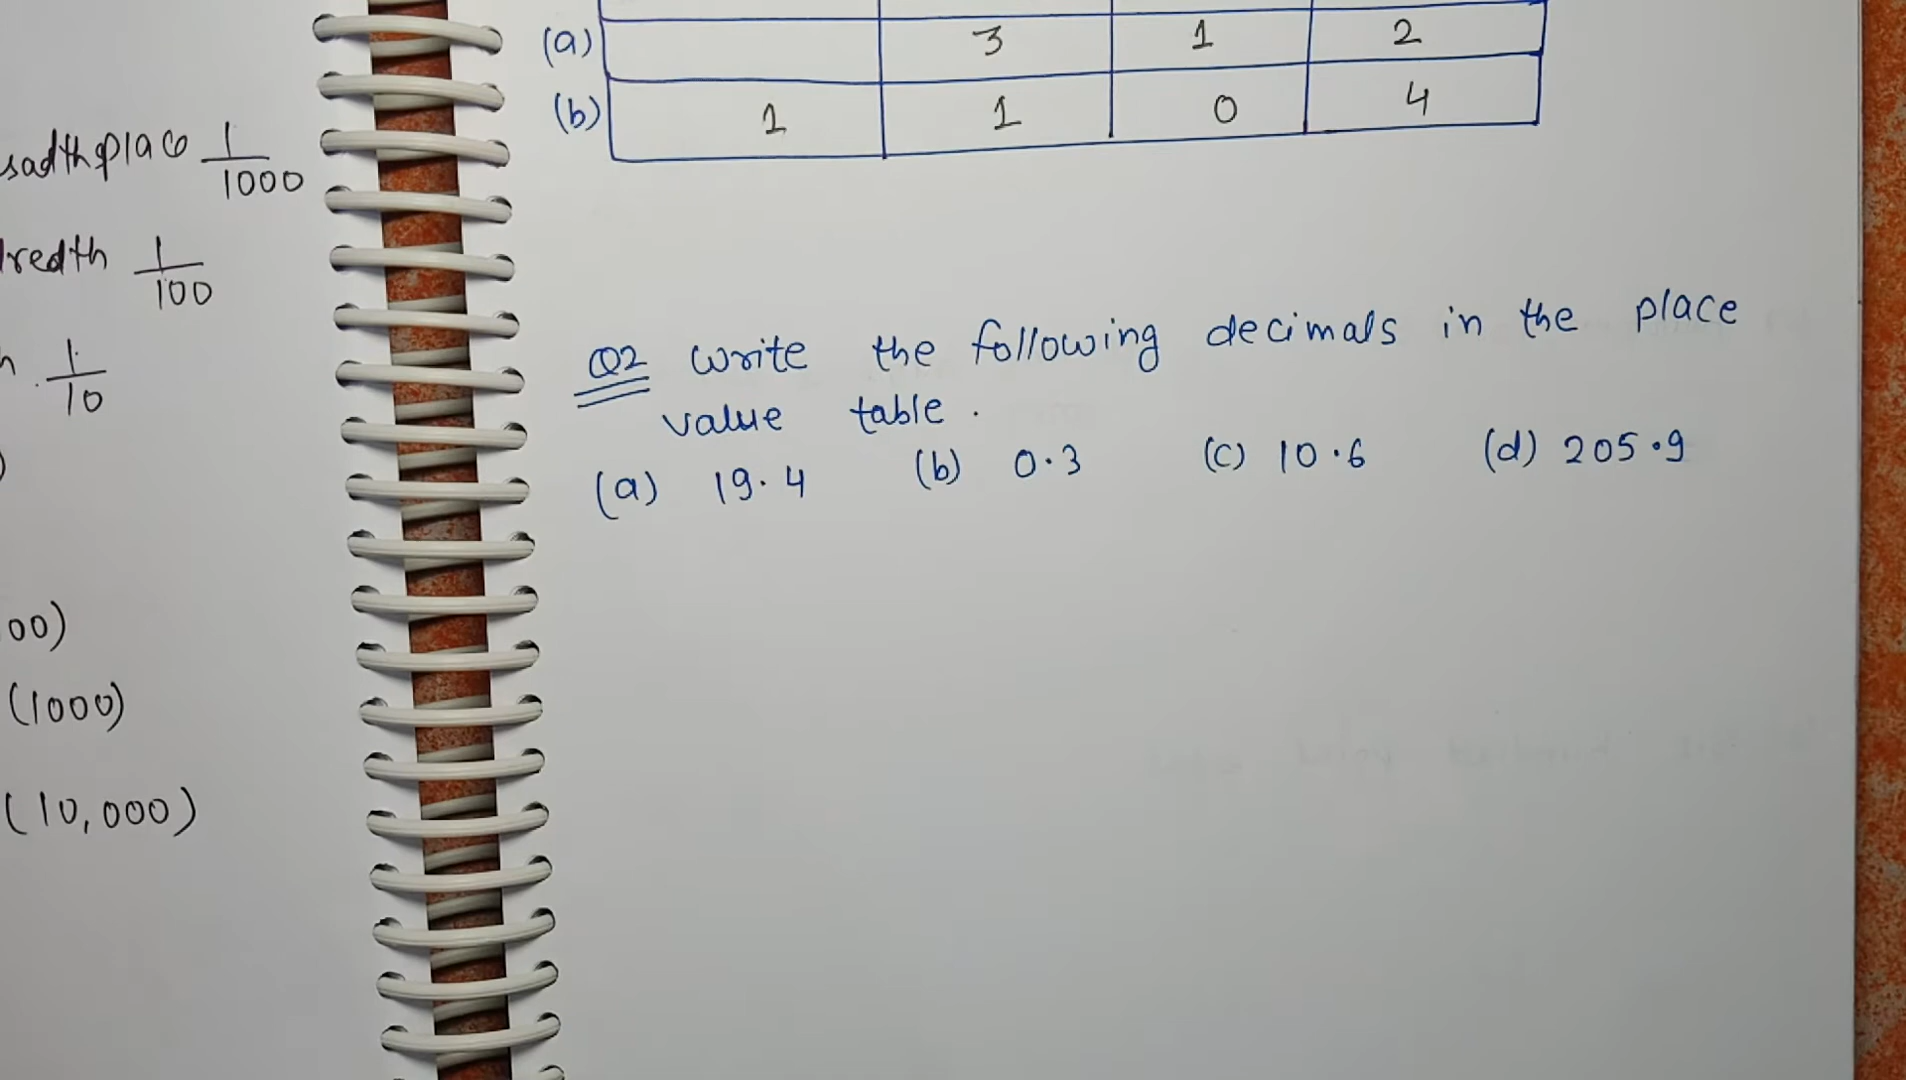 (a) 3 1 2
(b) 1 1 0 4
1/1000
1/100
1/10
00)
(1000)
(10,000)
Q2 Write the following decimals in the place
value table.
(a) 19.4 (b) 0.3 (c) 10.6 (d) 205.9